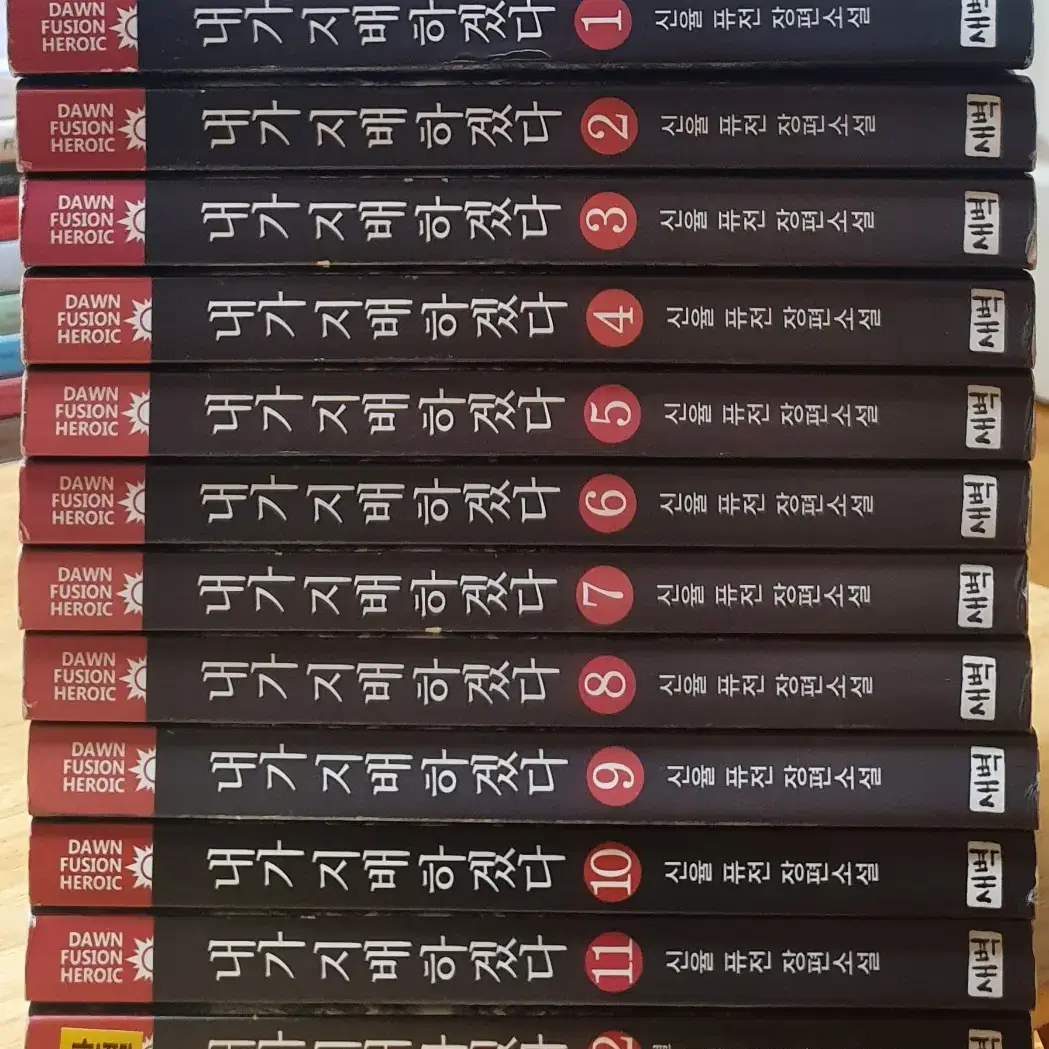 DAWN
FUSION
HEROIC
내가 지배하겠다 1 신울 퓨전 장편소설 새벽
DAWN
FUSION
HEROIC
내가 지배하겠다 2 신울 퓨전 장편소설 새벽
DAWN
FUSION
HEROIC
내가 지배하겠다 3 신울 퓨전 장편소설 새벽
DAWN
FUSION
HEROIC
내가 지배하겠다 4 신울 퓨전 장편소설 새벽
DAWN
FUSION
HEROIC
내가 지배하겠다 5 신울 퓨전 장편소설 새벽
DAWN
FUSION
HEROIC
내가 지배하겠다 6 신울 퓨전 장편소설 새벽
DAWN
FUSION
HEROIC
내가 지배하겠다 7 신울 퓨전 장편소설 새벽
DAWN
FUSION
HEROIC
내가 지배하겠다 8 신울 퓨전 장편소설 새벽
DAWN
FUSION
HEROIC
내가 지배하겠다 9 신울 퓨전 장편소설 새벽
DAWN
FUSION
HEROIC
내가 지배하겠다 10 신울 퓨전 장편소설 새벽
DAWN
FUSION
HEROIC
내가 지배하겠다 11 신울 퓨전 장편소설 새벽